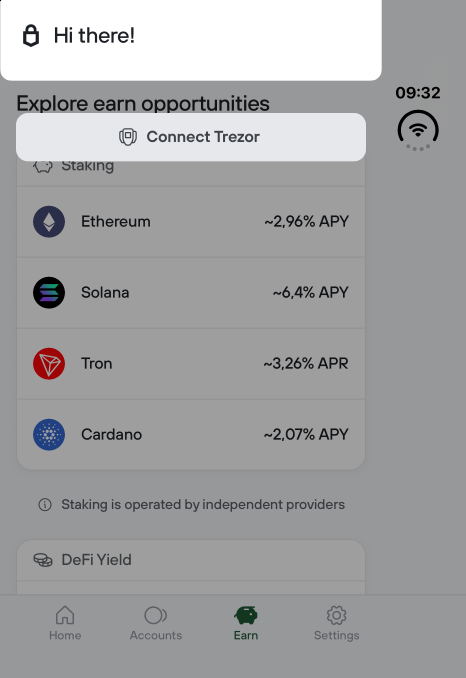 Hi there!
09:32
Explore earn opportunities
Connect Trezor
Staking
Ethereum ~2,96% APY
Solana ~6,4% APY
Tron ~3,26% APR
Cardano ~2,07% APY
Staking is operated by independent providers
DeFi Yield
Home Accounts Earn Settings